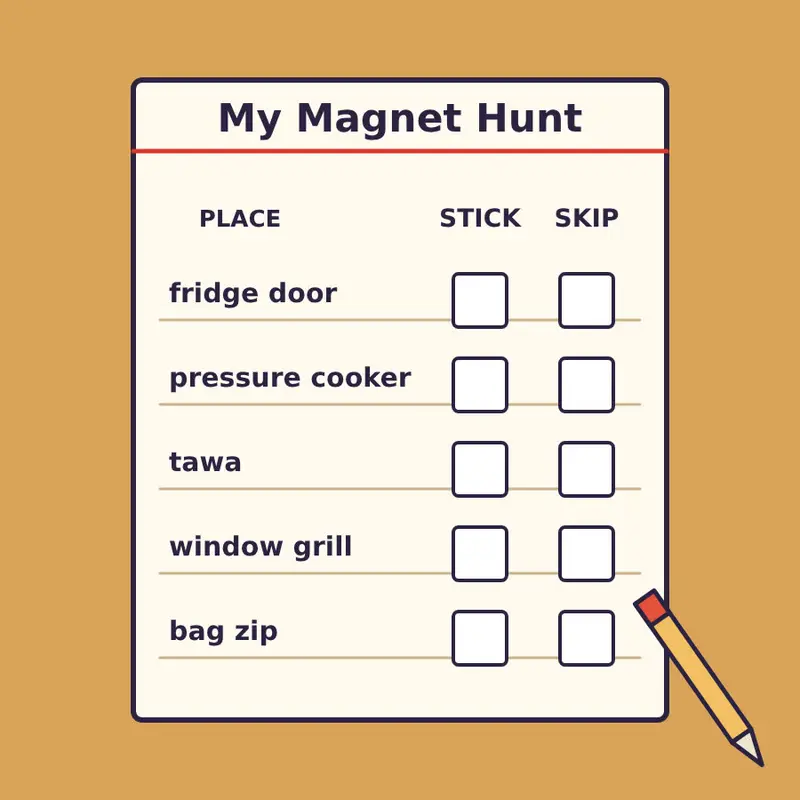 My Magnet Hunt
PLACE STICK SKIP
fridge door
pressure cooker
tawa
window grill
bag zip